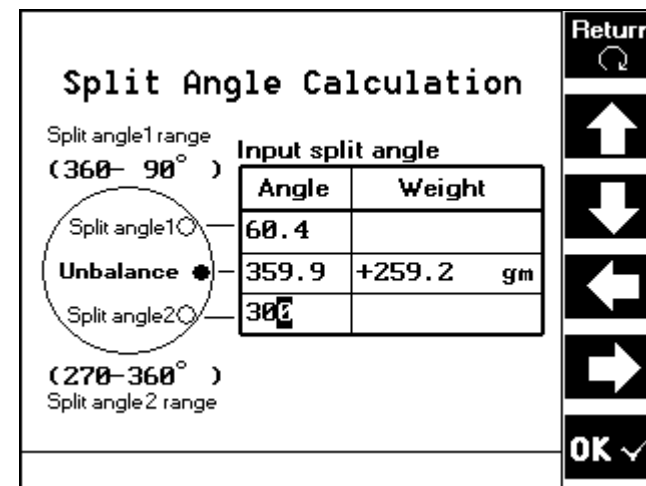 Return
Split Angle Calculation
Split angle1 range
(360- 90° )
Input split angle
Angle Weight
Split angle1 60.4
Unbalance 359.9 +259.2 gm
Split angle2 300
(270-360° )
Split angle2 range
OK